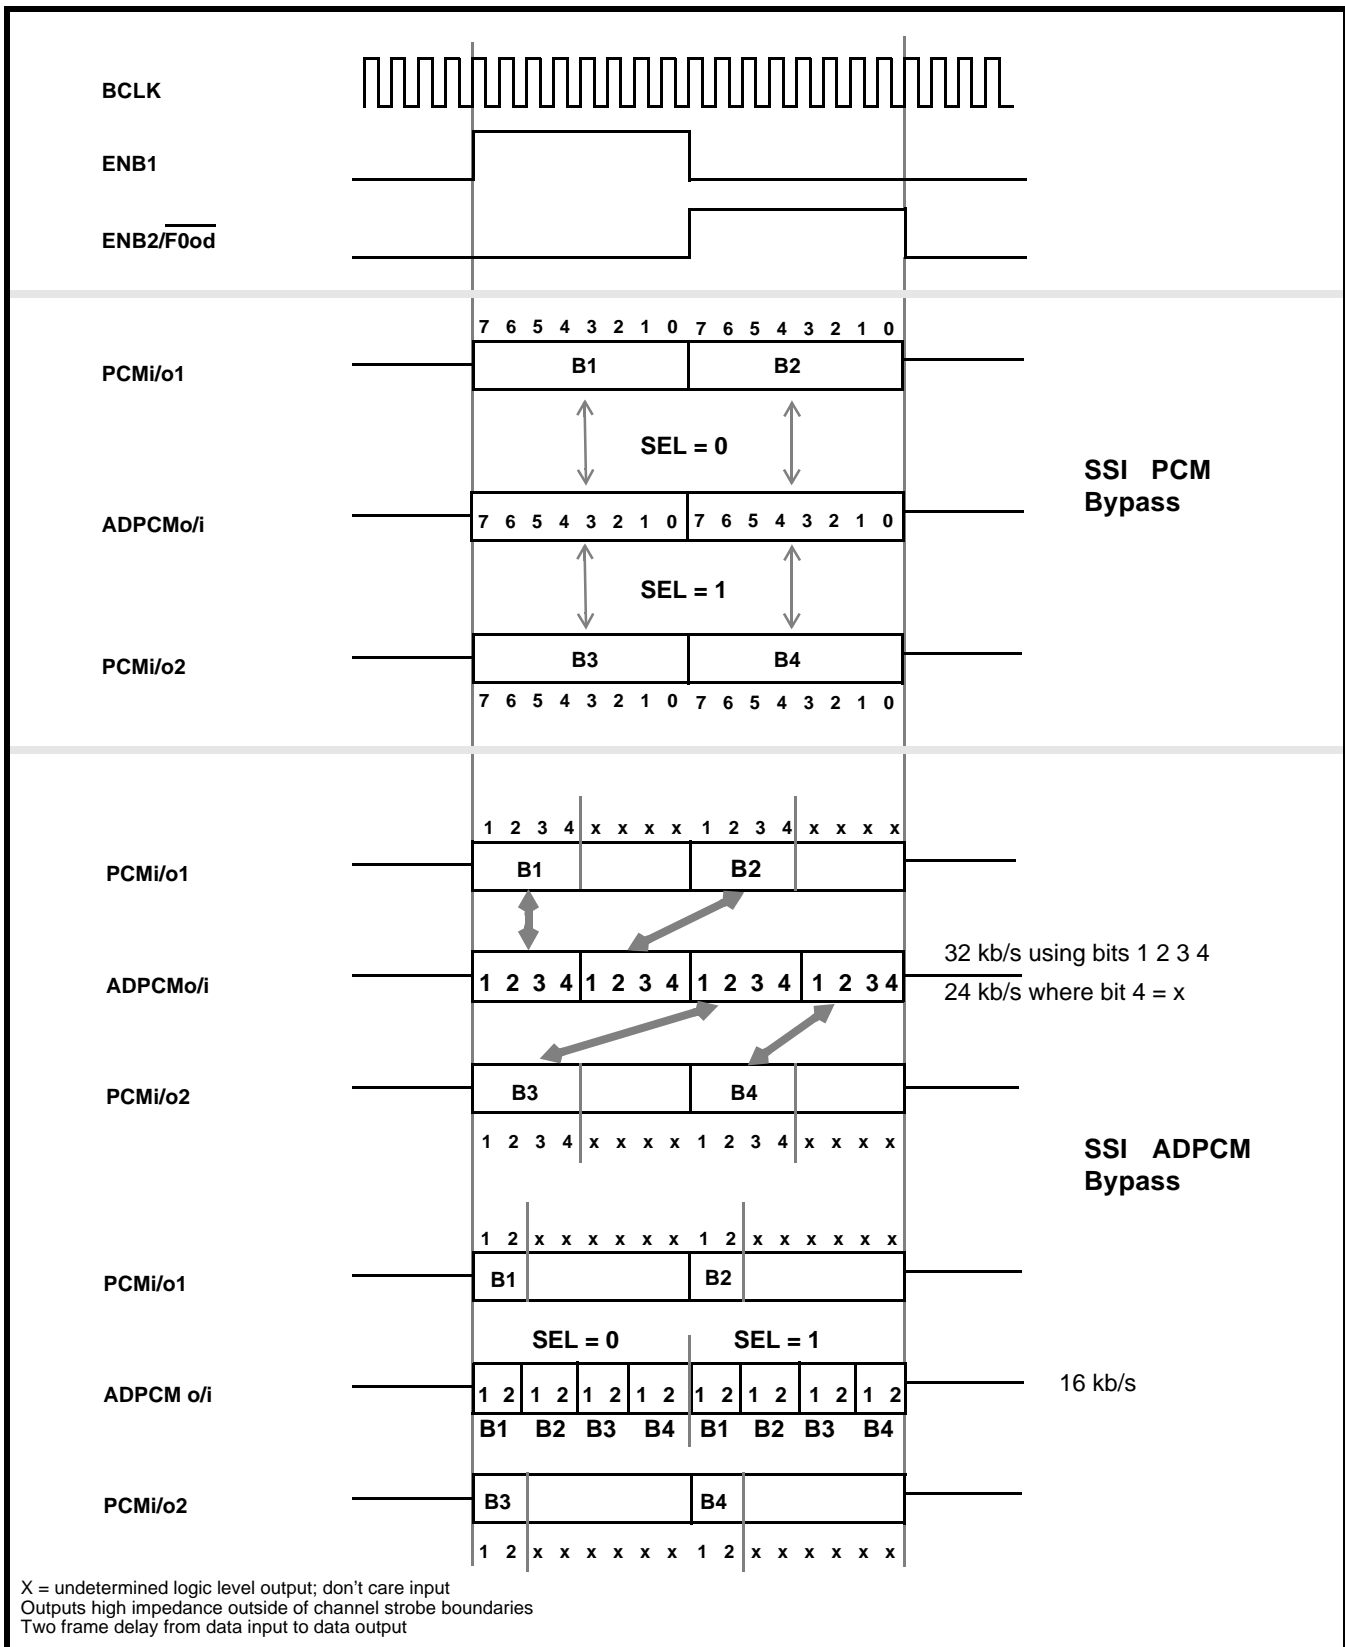 BCLK
ENB1
ENB2/F0od
7 6 5 4 3 2 1 0 7 6 5 4 3 2 1 0
PCMi/o1 B1 B2
SEL = 0
SSI PCM
Bypass
ADPCMo/i 7 6 5 4 3 2 1 0 7 6 5 4 3 2 1 0
SEL = 1
PCMi/o2 B3 B4
7 6 5 4 3 2 1 0 7 6 5 4 3 2 1 0
1 2 3 4 x x x x 1 2 3 4 x x x x
PCMi/o1 B1 B2
32 kb/s using bits 1 2 3 4
ADPCMo/i 1 2 3 4 1 2 3 4 1 2 3 4 1 2 3 4
24 kb/s where bit 4 = x
PCMi/o2 B3 B4
1 2 3 4 x x x x 1 2 3 4 x x x x
SSI ADPCM
Bypass
1 2 x x x x x x 1 2 x x x x x x
PCMi/o1 B1 B2
SEL = 0 SEL = 1
ADPCM o/i 1 2 1 2 1 2 1 2 1 2 1 2 1 2 1 2 16 kb/s
B1 B2 B3 B4 B1 B2 B3 B4
PCMi/o2 B3 B4
1 2 x x x x x x 1 2 x x x x x x
X = undetermined logic level output; don't care input
Outputs high impedance outside of channel strobe boundaries
Two frame delay from data input to data output